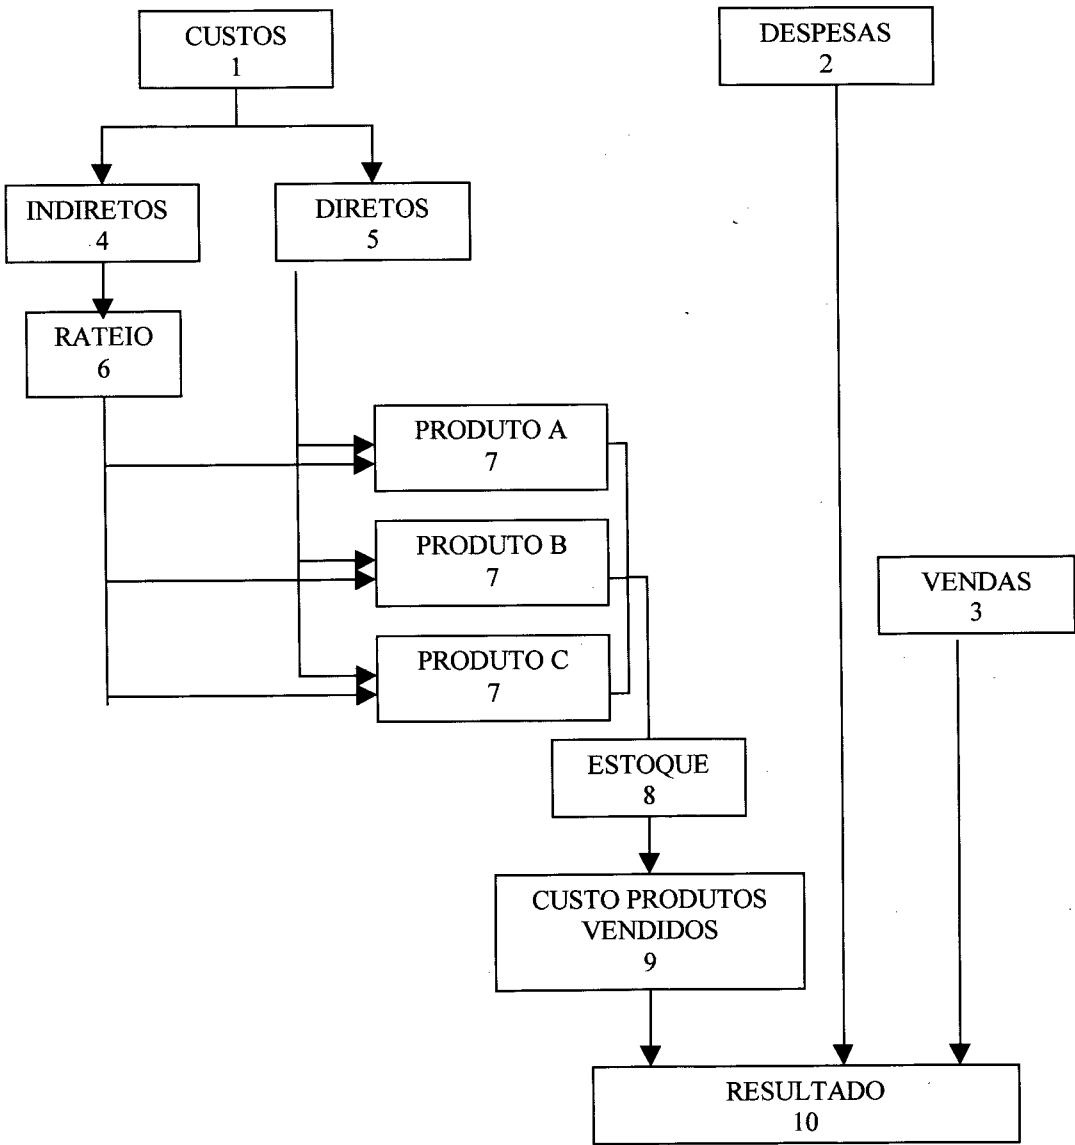 CUSTOS
1
DESPESAS
2
INDIRETOS
4
DIRETOS
5
RATEIO
6
PRODUTO A
7
PRODUTO B
7
VENDAS
3
PRODUTO C
7
ESTOQUE
8
CUSTO PRODUTOS
VENDIDOS
9
RESULTADO
10